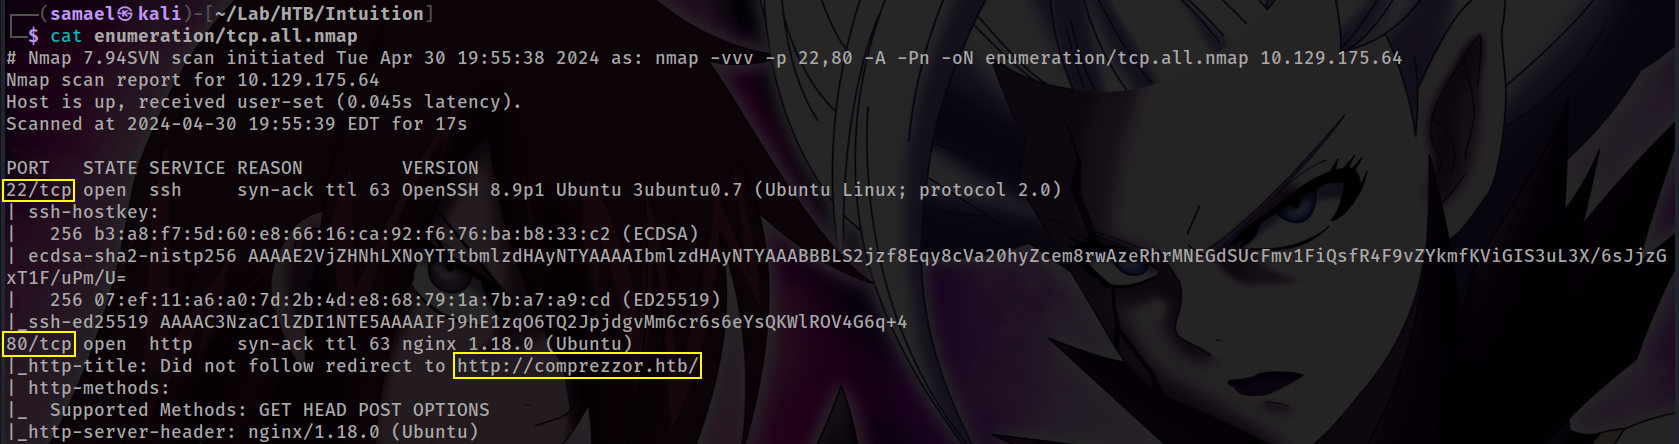 (samael㉿kali)-[~/Lab/HTB/Intuition]
$ cat enumeration/tcp.all.nmap
# Nmap 7.94SVN scan initiated Tue Apr 30 19:55:38 2024 as: nmap -vvv -p 22,80 -A -Pn -oN enumeration/tcp.all.nmap 10.129.175.64
Nmap scan report for 10.129.175.64
Host is up, received user-set (0.045s latency).
Scanned at 2024-04-30 19:55:39 EDT for 17s
PORT   STATE SERVICE REASON         VERSION
22/tcp open  ssh     syn-ack ttl 63 OpenSSH 8.9p1 Ubuntu 3ubuntu0.7 (Ubuntu Linux; protocol 2.0)
| ssh-hostkey:
|   256 b3:a8:f7:5d:60:e8:66:16:ca:92:f6:76:ba:b8:33:c2 (ECDSA)
| ecdsa-sha2-nistp256 AAAAE2VjZHNhLXNoYTItbmlzdHAyNTYAAAAIbmlzdHAyNTYAAABBBLS2jzf8Eqy8cVa20hyZcem8rwAzeRhrMNEGdSUcFmv1FiQsfR4F9vZYkmfKViGIS3uL3X/6sJjzG
xT1F/uPm/U=
|   256 07:ef:11:a6:a0:7d:2b:4d:e8:68:79:1a:7b:a7:a9:cd (ED25519)
|_ssh-ed25519 AAAAC3NzaC1lZDI1NTE5AAAAIFj9hE1zqO6TQ2JpjdgvMm6cr6s6eYsQKWlROV4G6q+4
80/tcp open  http    syn-ack ttl 63 nginx 1.18.0 (Ubuntu)
|_http-title: Did not follow redirect to http://comprezzor.htb/
| http-methods:
|_  Supported Methods: GET HEAD POST OPTIONS
|_http-server-header: nginx/1.18.0 (Ubuntu)